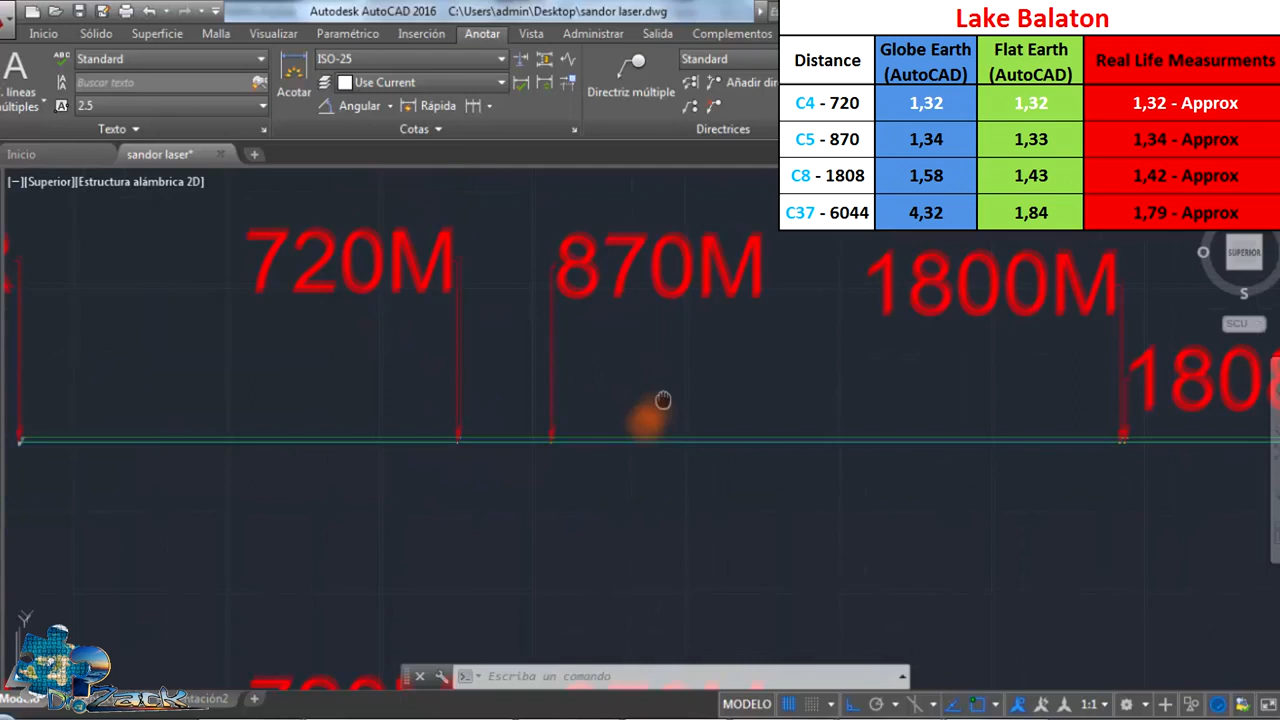 Autodesk AutoCAD 2016 C:\Users\admin\Desktop\sandor laser.dwg
Inicio Sólido Superficie Malla Visualizar Paramétrico Inserción Anotar Vista Administrar Salida Complementos
A
líneas
múltiples
ABC Standard
Buscar texto
2.5
Texto
Acotar
ISO-25
Use Current
Angular Rápida
Cotas
Directriz múltiple
Standard
Añadir
Directrices
Inicio
sandor laser*
[−][Superior][Estructura alámbrica 2D]
Lake Balaton
Distance Globe Earth (AutoCAD) Flat Earth (AutoCAD) Real Life Measurments
C4 - 720 1,32 1,32 1,32 - Approx
C5 - 870 1,34 1,33 1,34 - Approx
C8 - 1808 1,58 1,43 1,42 - Approx
C37 - 6044 4,32 1,84 1,79 - Approx
720M 870M 1800M
1808
O SUPERIOR
S
SCU
Y
Escriba un comando
Zack
Modelo
MODELO
1:1